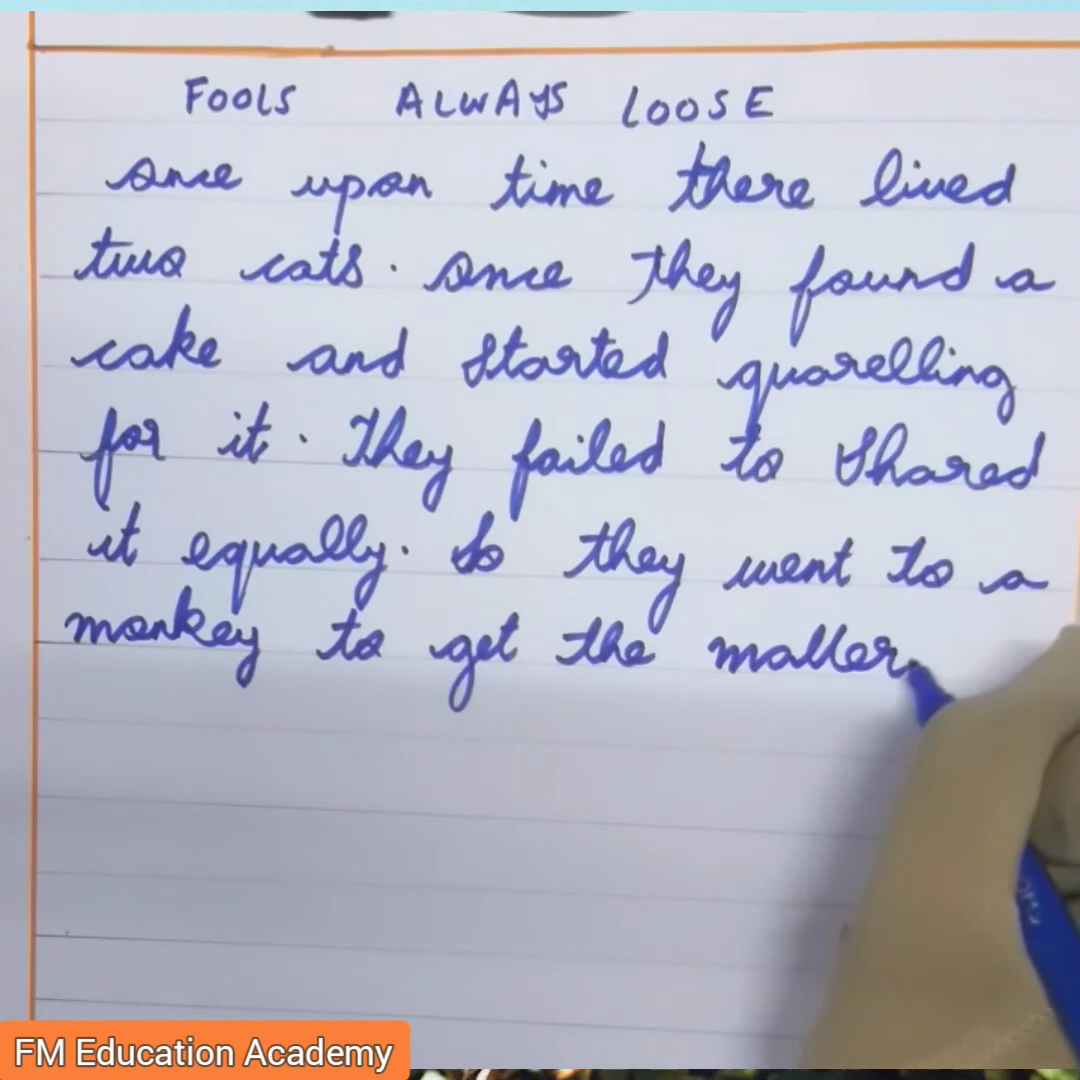 FOOLS ALWAYS LOOSE
once upon time there lived
two cats. once they found a
cake and started quarelling
for it. They failed to shared
it equally. So they went to a
monkey to get the matter
FM Education Academy